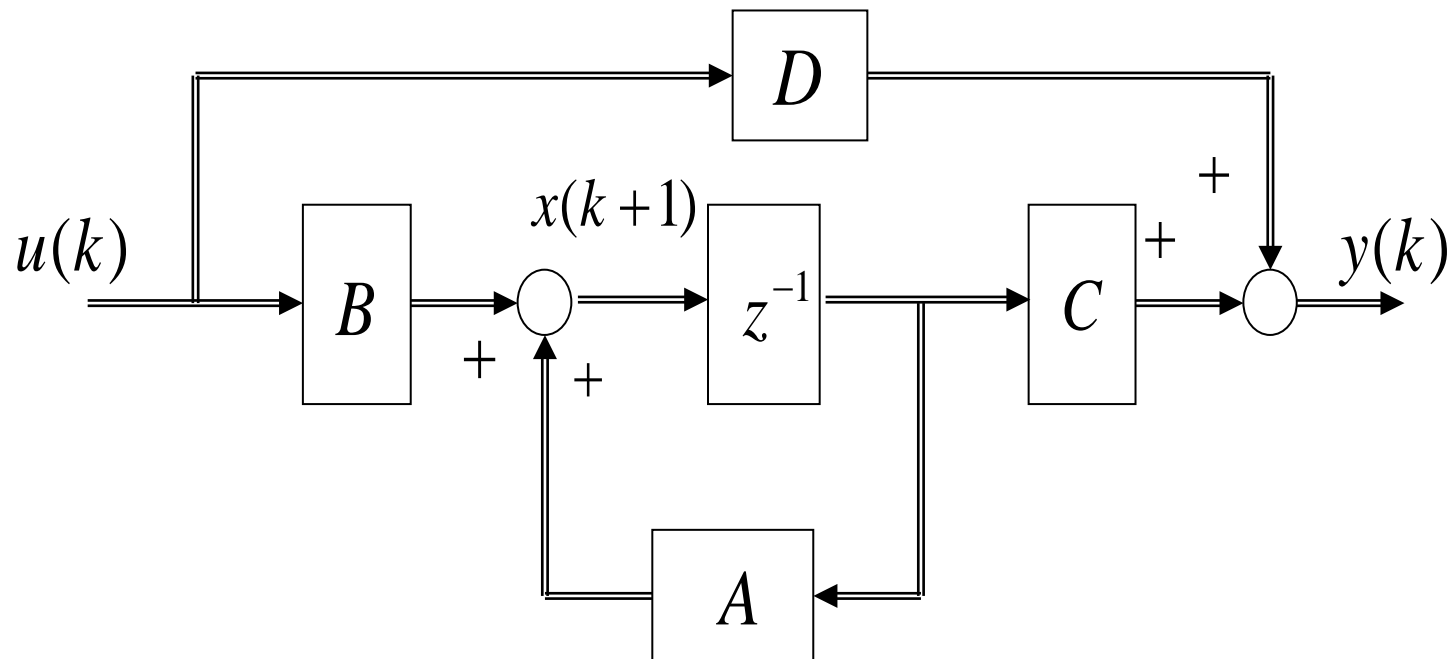 D
+
x(k+1)
u(k)
B
z⁻¹
+
C
y(k)
+
+
A